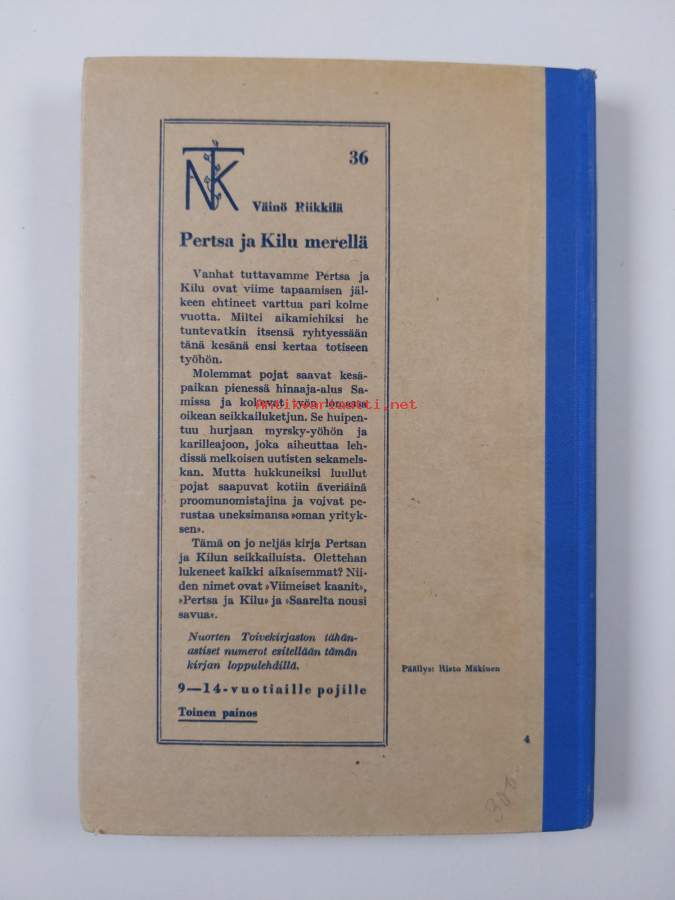 NTK
36
Väinö Riikkilä
Pertsa ja Kilu merellä
Vanhat tuttavamme Pertsa ja
Kilu ovat viime tapaamisen jäl-
keen ehtineet varttua pari kolme
vuotta. Miltei aikamiehiksi he
tuntevatkin itsensä ryhtyessään
tänä kesänä ensi kertaa totiseen
työhön.
Molemmat pojat saavat kesä-
paikan pienessä hinaaja-alus Sa-
missa ja kokevat työn lomassa
Antikvariaatti.net
oikean seikkailuketjun. Se huipen-
tuu hurjaan myrsky-yöhön ja
karilleajoon, joka aiheuttaa leh-
dissä melkoisen uutisten sekamels-
kan. Mutta hukkuneiksi luullut
pojat saapuvat kotiin äveriäinä
proomunomistajina ja voivat pe-
rustaa uneksimansa »oman yrityk-
sen».
Tämä on jo neljäs kirja Pertsan
ja Kilun seikkailuista. Olettehan
lukeneet kaikki aikaisemmat? Nii-
den nimet ovat »Viimeiset kaanit»,
»Pertsa ja Kilu» ja »Saarelta nousi
savua».
Nuorten Toivekirjaston tähän-
astiset numerot esitellään tämän
kirjan loppulehdillä.
9—14-vuotiaille pojille
Toinen painos
Päällys: Risto Mäkinen
4